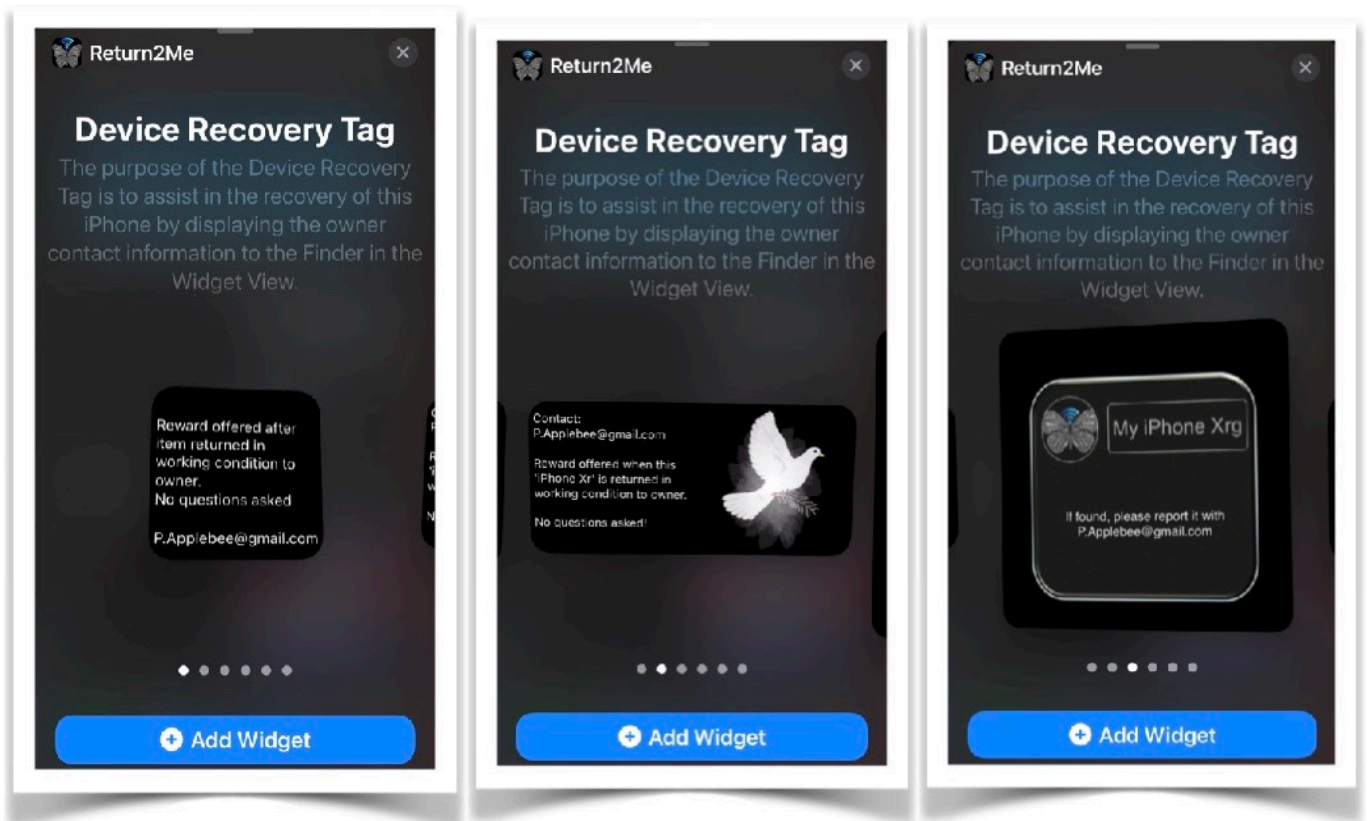 Return2Me
Device Recovery Tag
The purpose of the Device Recovery
Tag is to assist in the recovery of this
iPhone by displaying the owner
contact information to the Finder in the
Widget View.
Reward offered after
item returned in
working condition to
owner.
No questions asked
P.Applebee@gmail.com
Add Widget
Return2Me
Device Recovery Tag
The purpose of the Device Recovery
Tag is to assist in the recovery of this
iPhone by displaying the owner
contact information to the Finder in the
Widget View.
Contact:
P.Applebee@gmail.com
Reward offered when this
'iPhone Xr' is returned in
working condition to owner.
No questions asked!
Add Widget
Return2Me
Device Recovery Tag
The purpose of the Device Recovery
Tag is to assist in the recovery of this
iPhone by displaying the owner
contact information to the Finder in the
Widget View.
My iPhone Xrg
If found, please report it with
P.Applebee@gmail.com
Add Widget